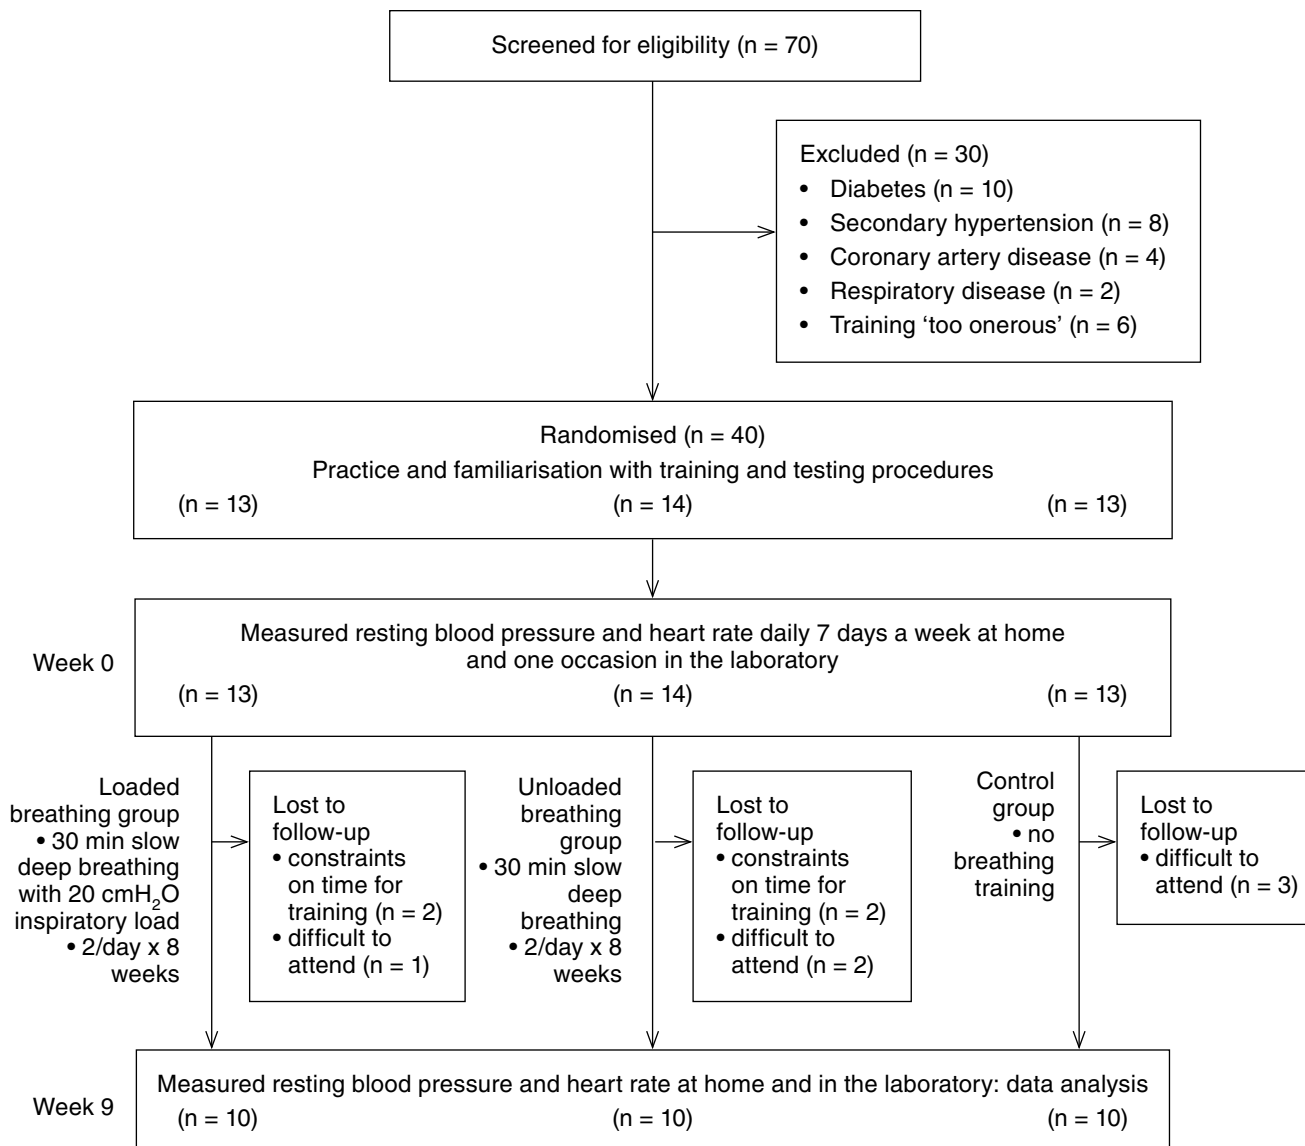 Screened for eligibility (n = 70)
Excluded (n = 30)
• Diabetes (n = 10)
• Secondary hypertension (n = 8)
• Coronary artery disease (n = 4)
• Respiratory disease (n = 2)
• Training ‘too onerous’ (n = 6)
Randomised (n = 40)
Practice and familiarisation with training and testing procedures
(n = 13) (n = 14) (n = 13)
Week 0
Measured resting blood pressure and heart rate daily 7 days a week at home
and one occasion in the laboratory
(n = 13) (n = 14) (n = 13)
Loaded
breathing group
• 30 min slow
deep breathing
with 20 cmH₂O
inspiratory load
• 2/day x 8
weeks
Lost to
follow-up
• constraints
on time for
training (n = 2)
• difficult to
attend (n = 1)
Unloaded
breathing
group
• 30 min slow
deep
breathing
• 2/day x 8
weeks
Lost to
follow-up
• constraints
on time for
training (n = 2)
• difficult to
attend (n = 2)
Control
group
• no
breathing
training
Lost to
follow-up
• difficult to
attend (n = 3)
Week 9
Measured resting blood pressure and heart rate at home and in the laboratory: data analysis
(n = 10) (n = 10) (n = 10)